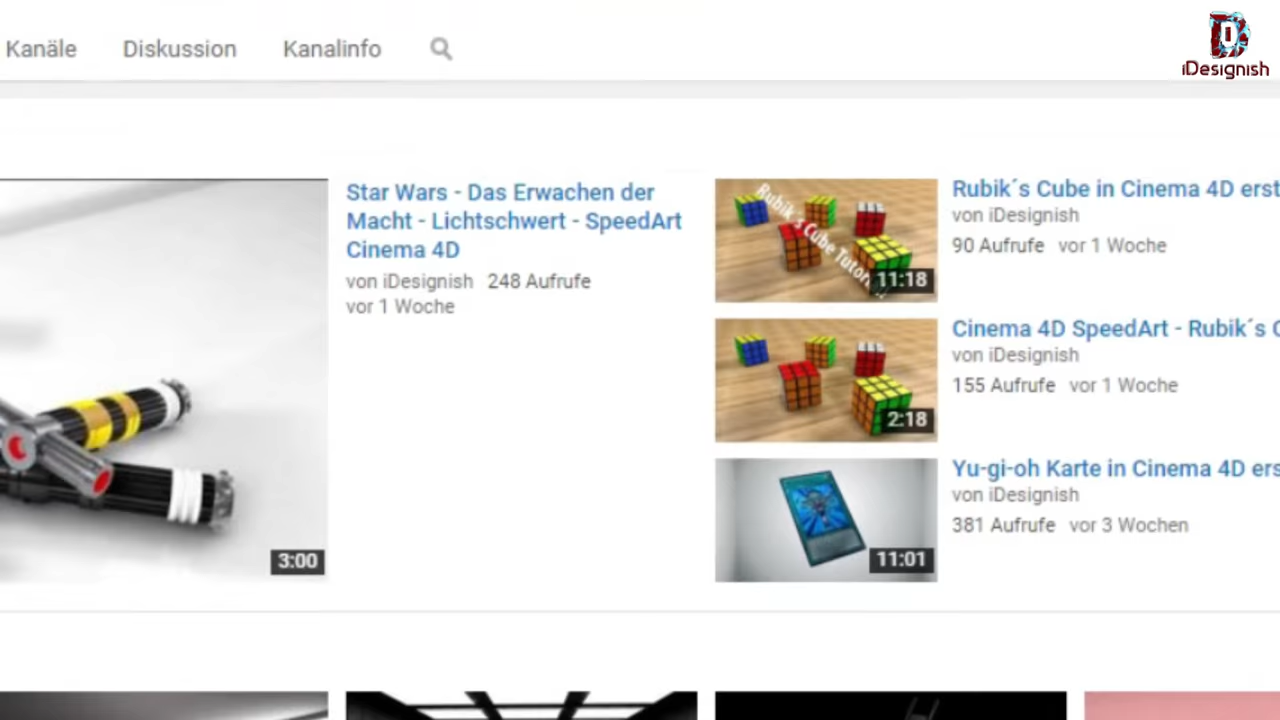 Kanäle Diskussion Kanalinfo
iDesignish
Star Wars - Das Erwachen der
Macht - Lichtschwert - SpeedArt
Cinema 4D
von iDesignish 248 Aufrufe
vor 1 Woche
3:00
Rubik´s Cube Tutorial
11:18
Rubik´s Cube in Cinema 4D erst
von iDesignish
90 Aufrufe vor 1 Woche
2:18
Cinema 4D SpeedArt - Rubik´s C
von iDesignish
155 Aufrufe vor 1 Woche
11:01
Yu-gi-oh Karte in Cinema 4D ers
von iDesignish
381 Aufrufe vor 3 Wochen